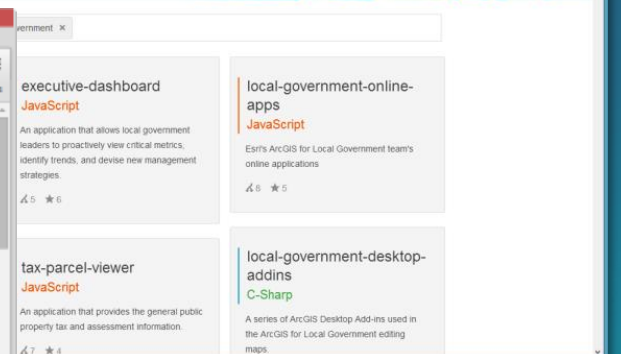 vernment ×
executive-dashboard
JavaScript
An application that allows local government
leaders to proactively view critical metrics,
identify trends, and devise new management
strategies.
5 ★ 6
local-government-online-
apps
JavaScript
Esri's ArcGIS for Local Government team's
online applications
8 ★ 5
tax-parcel-viewer
JavaScript
An application that provides the general public
property tax and assessment information.
7 ★ 4
local-government-desktop-
addins
C-Sharp
A series of ArcGIS Desktop Add-ins used in
the ArcGIS for Local Government editing
maps.